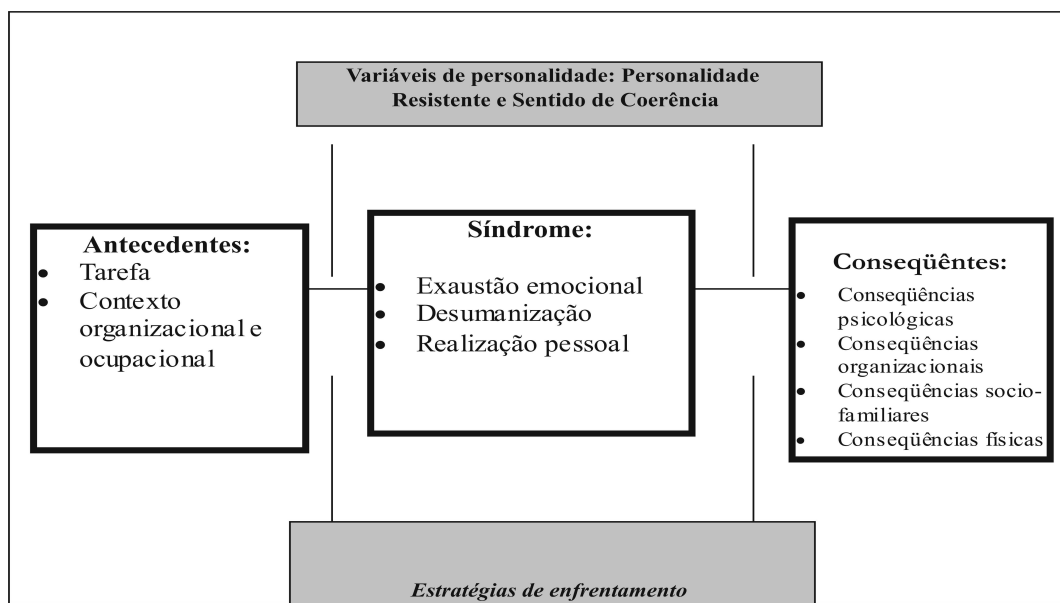 Variáveis de personalidade: Personalidade
Resistente e Sentido de Coerência
Antecedentes:
• Tarefa
• Contexto
organizacional e
ocupacional
Síndrome:
• Exaustão emocional
• Desumanização
• Realização pessoal
Conseqüêntes:
• Conseqüências
psicológicas
• Conseqüências
organizacionais
• Conseqüências socio-
familiares
• Conseqüências físicas
Estratégias de enfrentamento